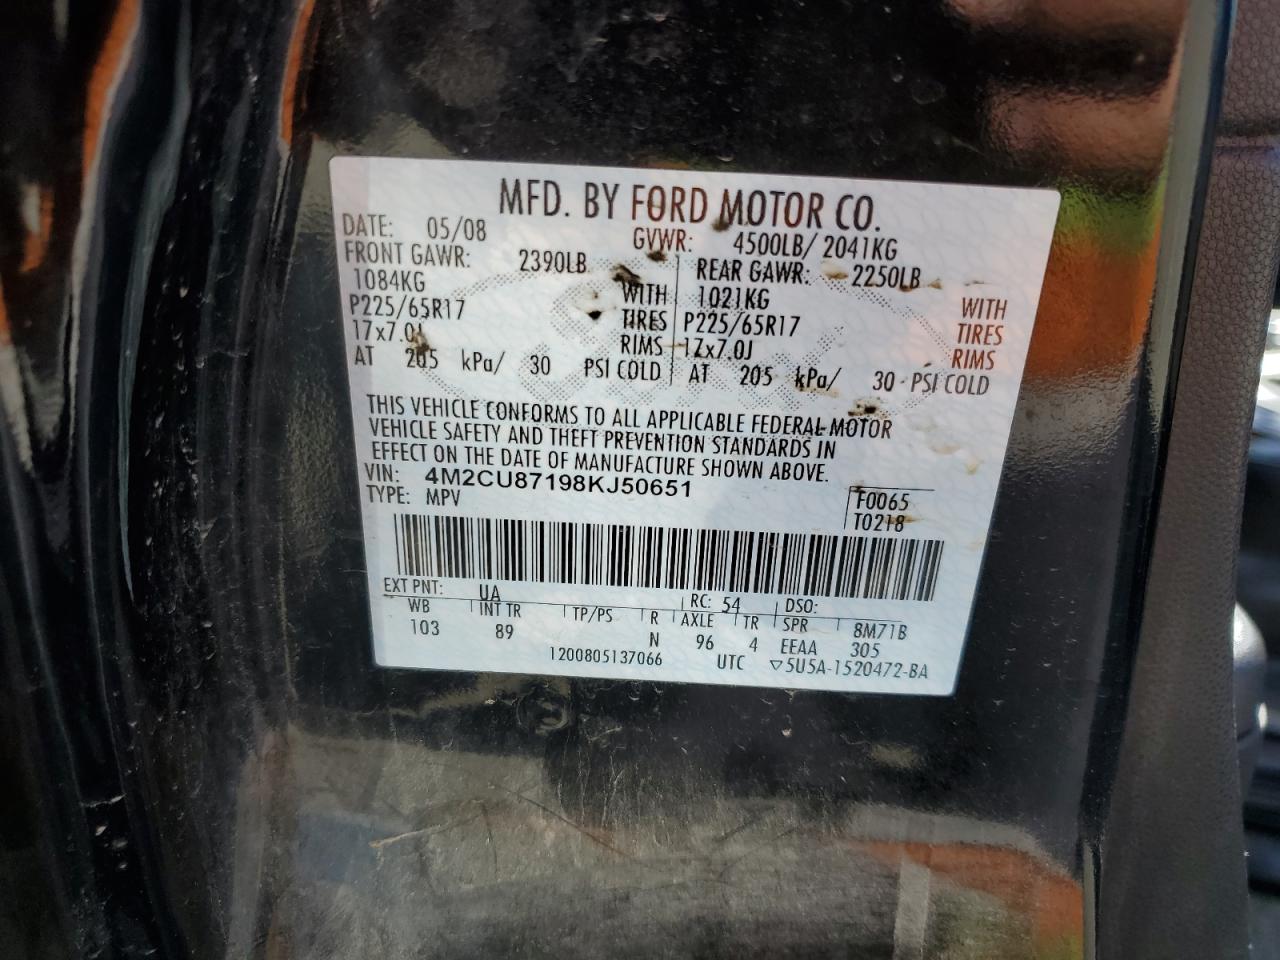 MFD. BY FORD MOTOR CO.
DATE: 05/08 GVWR: 4500LB/ 2041KG
FRONT GAWR: 2390LB REAR GAWR: 2250LB
1084KG WITH 1021KG WITH
P225/65R17 TIRES P225/65R17 TIRES
17x7.0J RIMS 17x7.0J RIMS
AT 205 kPa/ 30 PSI COLD AT 205 kPa/ 30 PSI COLD
THIS VEHICLE CONFORMS TO ALL APPLICABLE FEDERAL MOTOR
VEHICLE SAFETY AND THEFT PREVENTION STANDARDS IN
EFFECT ON THE DATE OF MANUFACTURE SHOWN ABOVE.
VIN: 4M2CU87198KJ50651
TYPE: MPV F0065
T0218
EXT PNT: UA RC: 54 DSO:
WB INT TR TP/PS R AXLE TR SPR 8M71B
103 89 N 96 4 EEAA 305
1200805137066 UTC ▽5U5A-1520472-BA